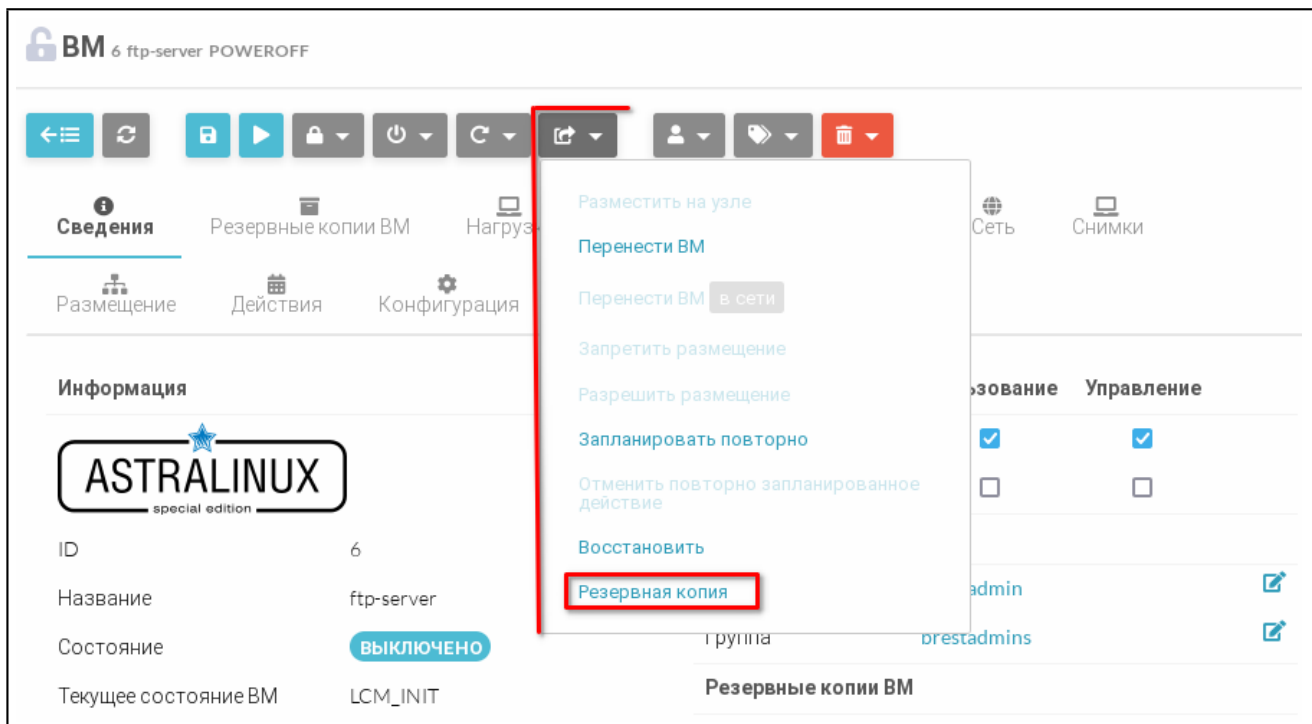 ВМ 6 ftp-server POWEROFF
Разместить на узле
Перенести ВМ
Перенести ВМ в сети
Запретить размещение
Разрешить размещение
Запланировать повторно
Отменить повторно запланированное
действие
Восстановить
Резервная копия
Сведения Резервные копии ВМ Сеть Снимки
Размещение Действия Конфигурация
Информация Управление
ASTRALINUX
special edition
ID 6
Название ftp-server
Состояние ВЫКЛЮЧЕНО
Группа brestadmins
Текущее состояние ВМ LCM_INIT
Резервные копии ВМ